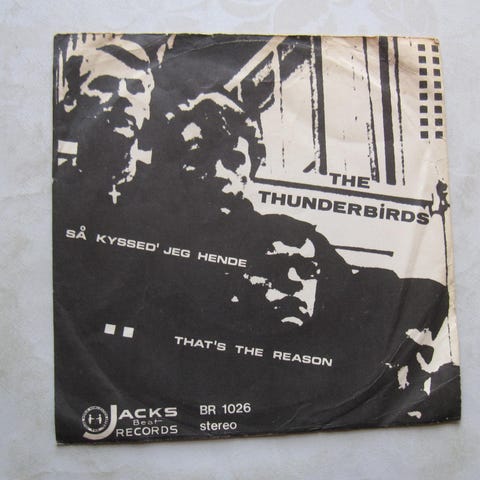 THE
THUNDERBiRDS
SÅ KYSSED' JEG HENDE
THAT'S THE REASON
JACKS
Beat
RECORDS
BR 1026
stereo